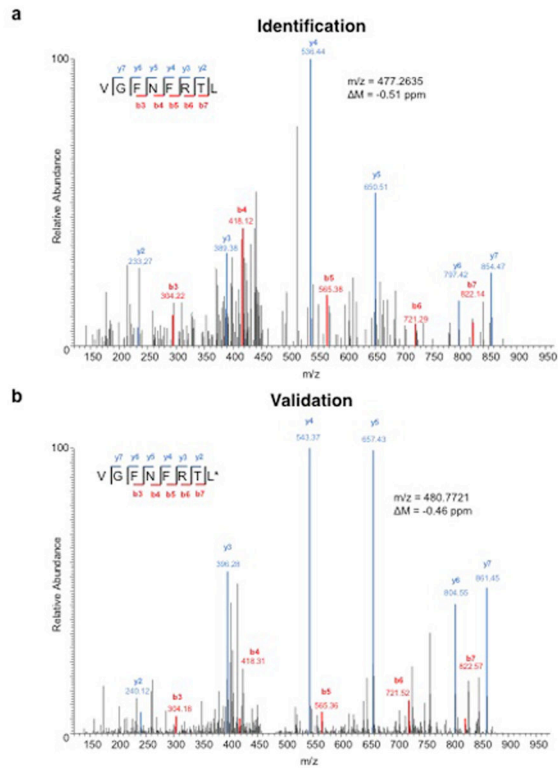 a
Identification
100
y4
536.44
y7 y6 y5 y4 y3 y2
V G F N F R T L
b3 b4 b5 b6 b7
m/z = 477.2635
ΔM = -0.51 ppm
y5
650.51
b4
418.12
y3
389.38
y2
233.27
b3
304.22
b5
565.38
b6
721.29
y6
797.42
b7
822.14
y7
854.47
Relative Abundance
0
150 200 250 300 350 400 450 500 550 600 650 700 750 800 850 900 950
m/z
b
Validation
100
y4
543.37
y5
657.43
y7 y6 y5 y4 y3 y2
V G F N F R T L*
b3 b4 b5 b6 b7
m/z = 480.7721
ΔM = -0.46 ppm
y3
396.28
y6
804.55
y7
861.45
b4
418.31
y2
240.12
b3
304.18
b5
565.36
b6
721.52
b7
822.57
Relative Abundance
0
150 200 250 300 350 400 450 500 550 600 650 700 750 800 850 900 950
m/z